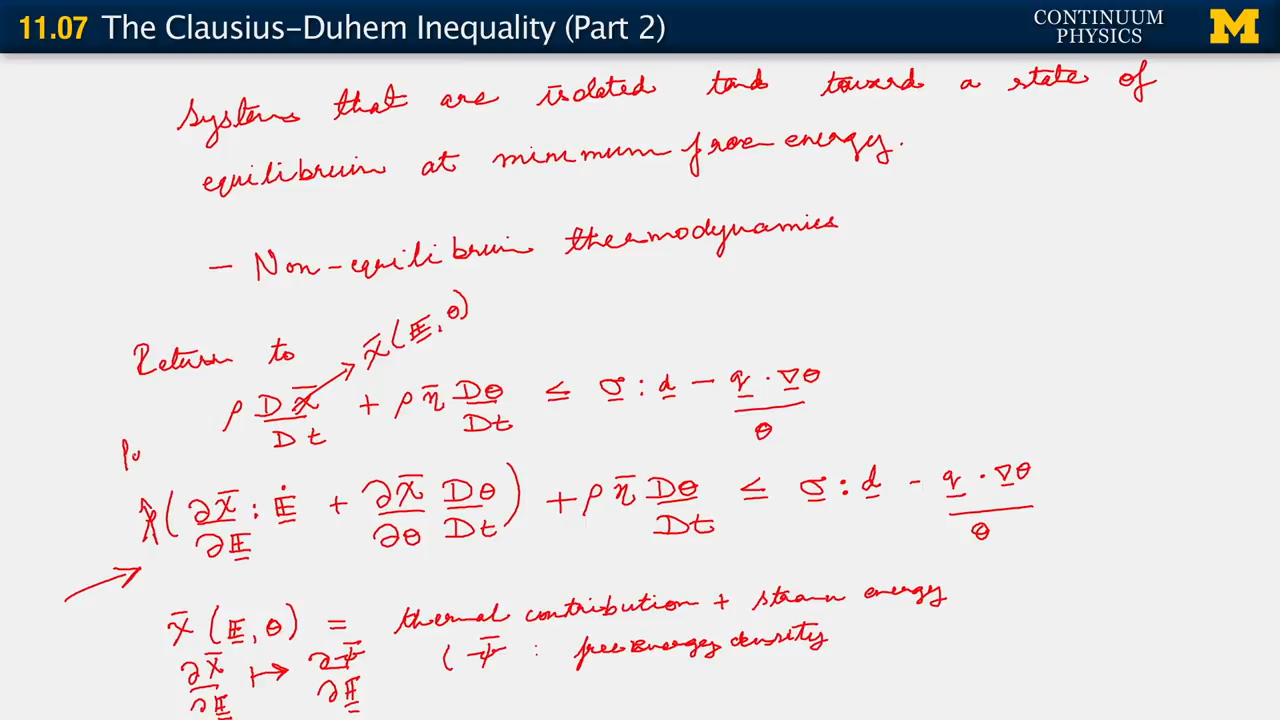 11.07 The Clausius–Duhem Inequality (Part 2)
CONTINUUM
PHYSICS
M
Systems that are isolated tend toward a state of
equilibrium at minimum free energy.
- Non-equilibrium thermodynamics
Return to χ̄(E, θ)
ρ Dχ̄/Dt + ρ η̄ Dθ/Dt ≤ σ : d - q · ∇θ / θ
ρ(∂χ̄/∂E : Ė + ∂χ̄/∂θ Dθ/Dt) + ρ η̄ Dθ/Dt ≤ σ : d - q · ∇θ / θ
χ̄ (E, θ) = thermal contribution + strain energy
∂χ̄/∂E ↦ ∂ψ̄/∂E ( ψ̄ : free energy density